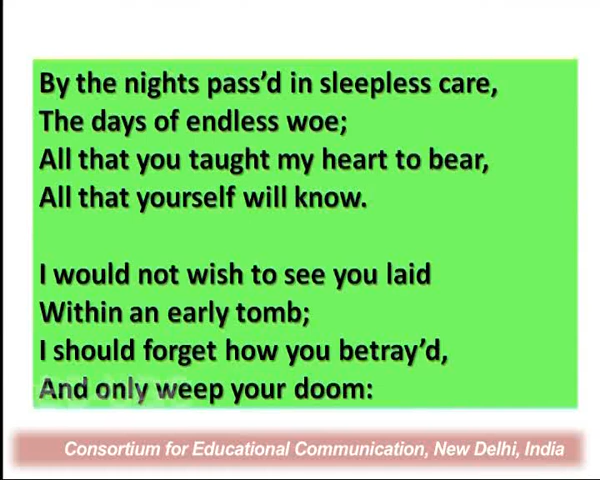 By the nights pass’d in sleepless care,
The days of endless woe;
All that you taught my heart to bear,
All that yourself will know.
I would not wish to see you laid
Within an early tomb;
I should forget how you betray’d,
And only weep your doom:
Consortium for Educational Communication, New Delhi, India